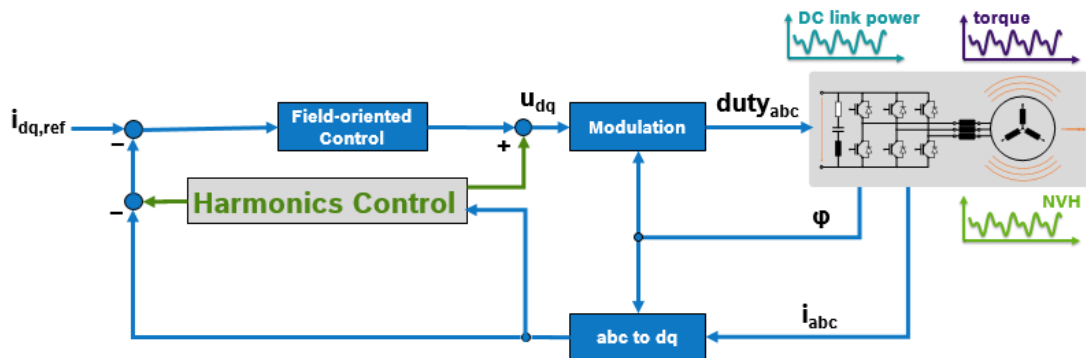 DC link power
torque
i_dq,ref
Field-oriented
Control
u_dq
Modulation
duty_abc
+
−
−
Harmonics Control
NVH
φ
i_abc
abc to dq